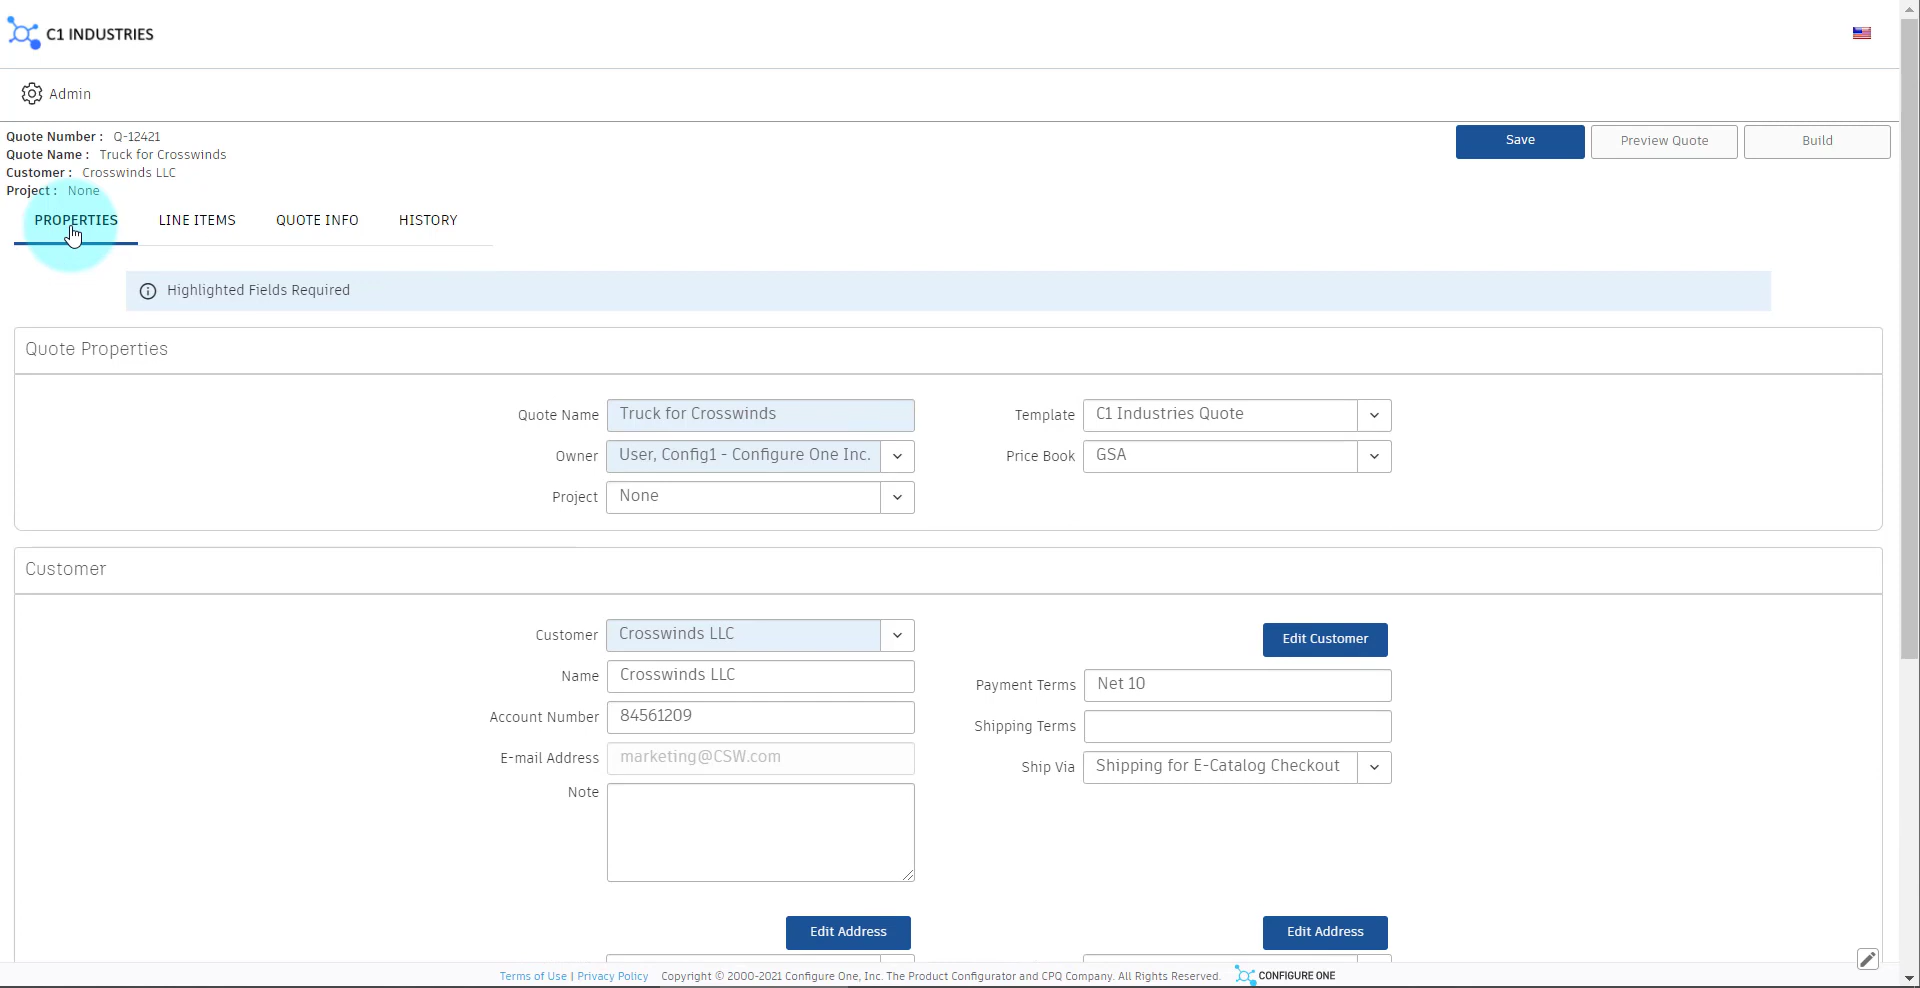 C1 INDUSTRIES
Admin
Quote Number : Q-12421
Quote Name : Truck for Crosswinds
Customer : Crosswinds LLC
Project : None
Save
Preview Quote
Build
PROPERTIES
LINE ITEMS
QUOTE INFO
HISTORY
Highlighted Fields Required
Quote Properties
Quote Name Truck for Crosswinds
Template C1 Industries Quote
Owner User, Config1 - Configure One Inc.
Price Book GSA
Project None
Customer
Customer Crosswinds LLC
Edit Customer
Name Crosswinds LLC
Payment Terms Net 10
Account Number 84561209
Shipping Terms
E-mail Address marketing@CSW.com
Ship Via Shipping for E-Catalog Checkout
Note
Edit Address
Edit Address
Terms of Use | Privacy Policy Copyright © 2000-2021 Configure One, Inc. The Product Configurator and CPQ Company. All Rights Reserved. CONFIGURE ONE